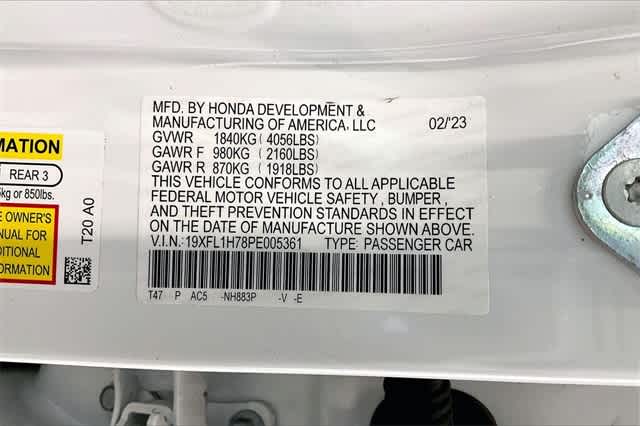 MFD. BY HONDA DEVELOPMENT &
MANUFACTURING OF AMERICA, LLC 02/'23
GVWR 1840KG (4056LBS)
GAWR F 980KG (2160LBS)
GAWR R 870KG (1918LBS)
THIS VEHICLE CONFORMS TO ALL APPLICABLE
FEDERAL MOTOR VEHICLE SAFETY, BUMPER,
AND THEFT PREVENTION STANDARDS IN EFFECT
ON THE DATE OF MANUFACTURE SHOWN ABOVE.
V.I.N: 19XFL1H78PE005361 TYPE: PASSENGER CAR
T47 P AC5 -NH883P -V -E
MATION
REAR 3
kg or 850lbs.
E OWNER'S
NUAL FOR
DITIONAL
FORMATION
T20 A0